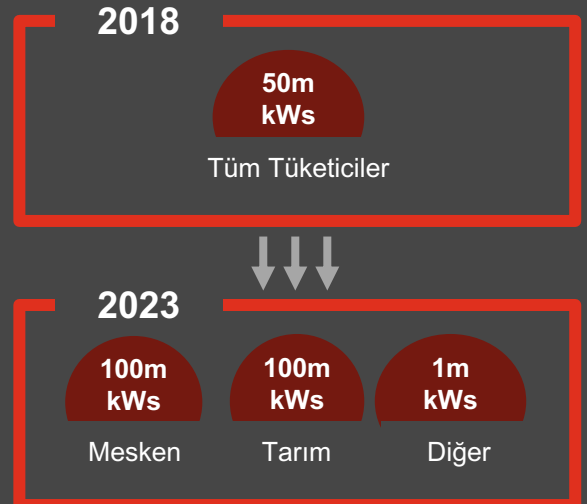 2018
50m
kWs
Tüm Tüketiciler
2023
100m
kWs
100m
kWs
1m
kWs
Mesken
Tarım
Diğer